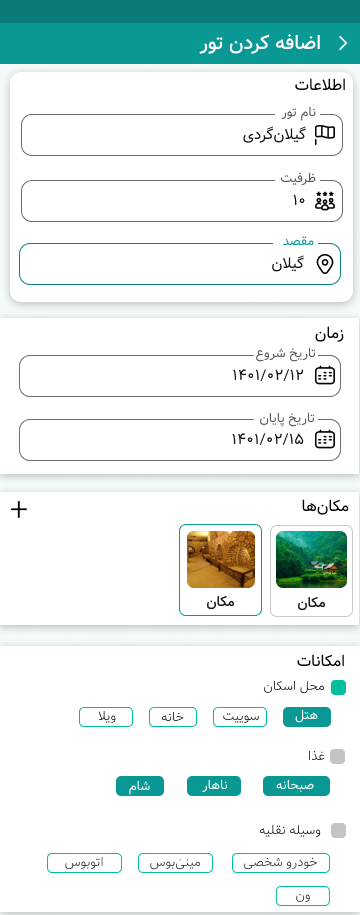 اضافه کردن تور
اطلاعات
نام تور
گیلان‌گردی
ظرفیت
۱۰
مقصد
گیلان
زمان
تاریخ شروع
۱۴۰۱/۰۲/۱۲
تاریخ پایان
۱۴۰۱/۰۲/۱۵
مکان‌ها
مکان مکان
امکانات
محل اسکان
هتل سوییت خانه ویلا
غذا
صبحانه ناهار شام
وسیله نقلیه
خودرو شخصی مینی‌بوس اتوبوس
ون